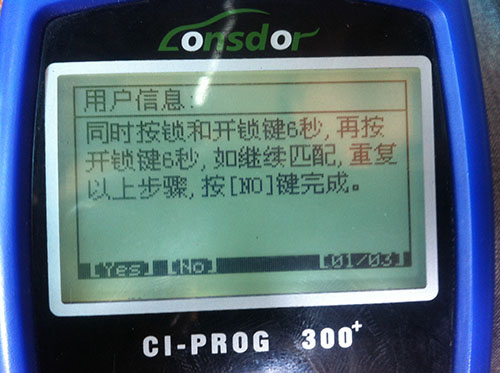 Lonsdor
用户信息:
同时按锁和开锁键6秒,再按
开锁键6秒,如继续匹配,重复
以上步骤,按[NO]键完成。
[Yes] [No] [01/03]
CI-PROG 300+